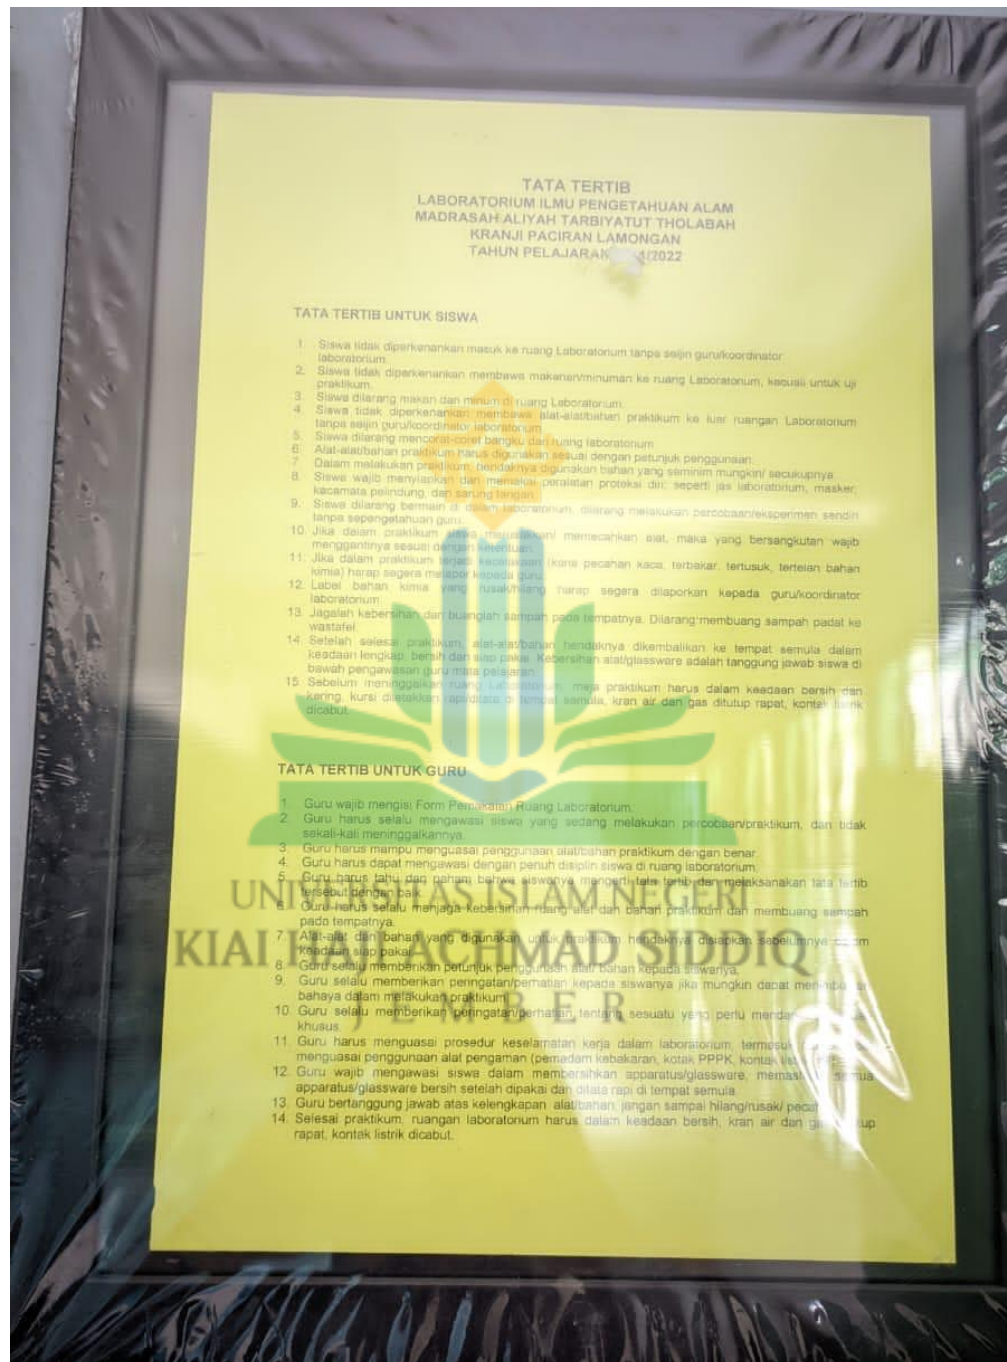 TATA TERTIB
LABORATORIUM ILMU PENGETAHUAN ALAM
MADRASAH ALIYAH TARBIYATUT THOLABAH
KRANJI PACIRAN LAMONGAN
TAHUN PELAJARAN /2022
TATA TERTIB UNTUK SISWA
1. Siswa tidak diperkenankan masuk ke ruang Laboratorium tanpa seijin guru/koordinator
laboratorium.
2. Siswa tidak diperkenankan membawa makanan/minuman ke ruang Laboratorium, kecuali untuk uji
praktikum.
3. Siswa dilarang makan dan minum di ruang Laboratorium.
4. Siswa tidak diperkenankan membawa alat-alat/bahan praktikum ke luar ruangan Laboratorium
tanpa seijin guru/koordinator laboratorium
5. Siswa dilarang mencorat-coret bangku dan ruang laboratorium
6. Alat-alat/bahan praktikum harus digunakan sesuai dengan petunjuk penggunaan.
7. Dalam melakukan praktikum, hendaknya digunakan bahan yang seminim mungkin/ secukupnya.
8. Siswa wajib menyiapkan dan memakai peralatan proteksi diri, seperti jas laboratorium, masker,
kacamata pelindung, dan sarung tangan.
9. Siswa dilarang bermain di dalam laboratorium, dilarang melakukan percobaan/eksperimen sendiri
tanpa sepengetahuan guru.
10. Jika dalam praktikum siswa merusakkan/ memecahkan alat, maka yang bersangkutan wajib
menggantinya sesuai dengan ketentuan.
11. Jika dalam praktikum terjadi kecelakaan (kena pecahan kaca, terbakar, tertusuk, tertelan bahan
kimia) harap segera melapor kepada guru.
12. Label bahan kimia yang rusak/hilang harap segera dilaporkan kepada guru/koordinator
laboratorium.
13. Jagalah kebersihan dan buanglah sampah pada tempatnya. Dilarang membuang sampah padat ke
wastafel.
14. Setelah selesai praktikum, alat-alat/bahan hendaknya dikembalikan ke tempat semula dalam
keadaan lengkap, bersih dan siap pakai. Kebersihan alat/glassware adalah tanggung jawab siswa di
bawah pengawasan guru mata pelajaran.
15. Sebelum meninggalkan ruang Laboratorium, meja praktikum harus dalam keadaan bersih dan
kering, kursi diletakkan rapi/ditata di tempat semula, kran air dan gas ditutup rapat, kontak listrik
dicabut.
TATA TERTIB UNTUK GURU
1. Guru wajib mengisi Form Pemakaian Ruang Laboratorium.
2. Guru harus selalu mengawasi siswa yang sedang melakukan percobaan/praktikum, dan tidak
sekali-kali meninggalkannya.
3. Guru harus mampu menguasai penggunaan alat/bahan praktikum dengan benar.
4. Guru harus dapat mengawasi dengan penuh disiplin siswa di ruang laboratorium.
5. Guru harus tahu dan paham bahwa siswanya mengerti tata tertib dan melaksanakan tata tertib
tersebut dengan baik.
UNIVERSITAS ISLAM NEGERI
6. Guru harus selalu menjaga kebersihan ruang alat dan bahan praktikum dan membuang sampah
pada tempatnya.
7. Alat-alat dan bahan yang digunakan untuk praktikum hendaknya disiapkan sebelumnya dalam
keadaan siap pakai.
KIAI HAJI ACHMAD SIDDIQ
8. Guru selalu memberikan petunjuk penggunaan alat/ bahan kepada siswanya.
9. Guru selalu memberikan peringatan/perhatian kepada siswanya jika mungkin dapat
bahaya dalam melakukan praktikum
JEMBER
10. Guru selalu memberikan peringatan/perhatian tentang sesuatu yang perlu
khusus.
11. Guru harus menguasai prosedur keselamatan kerja dalam laboratorium,
menguasai penggunaan alat pengaman (pemadam kebakaran, kotak PPPK,
12. Guru wajib mengawasi siswa dalam membersihkan apparatus/glassware, semua
apparatus/glassware bersih setelah dipakai dan ditata rapi di tempat semula.
13. Guru bertanggung jawab atas kelengkapan alat/bahan, jangan sampai hilang/rusak/
14. Selesai praktikum, ruangan laboratorium harus dalam keadaan bersih, kran air dan
rapat, kontak listrik dicabut.